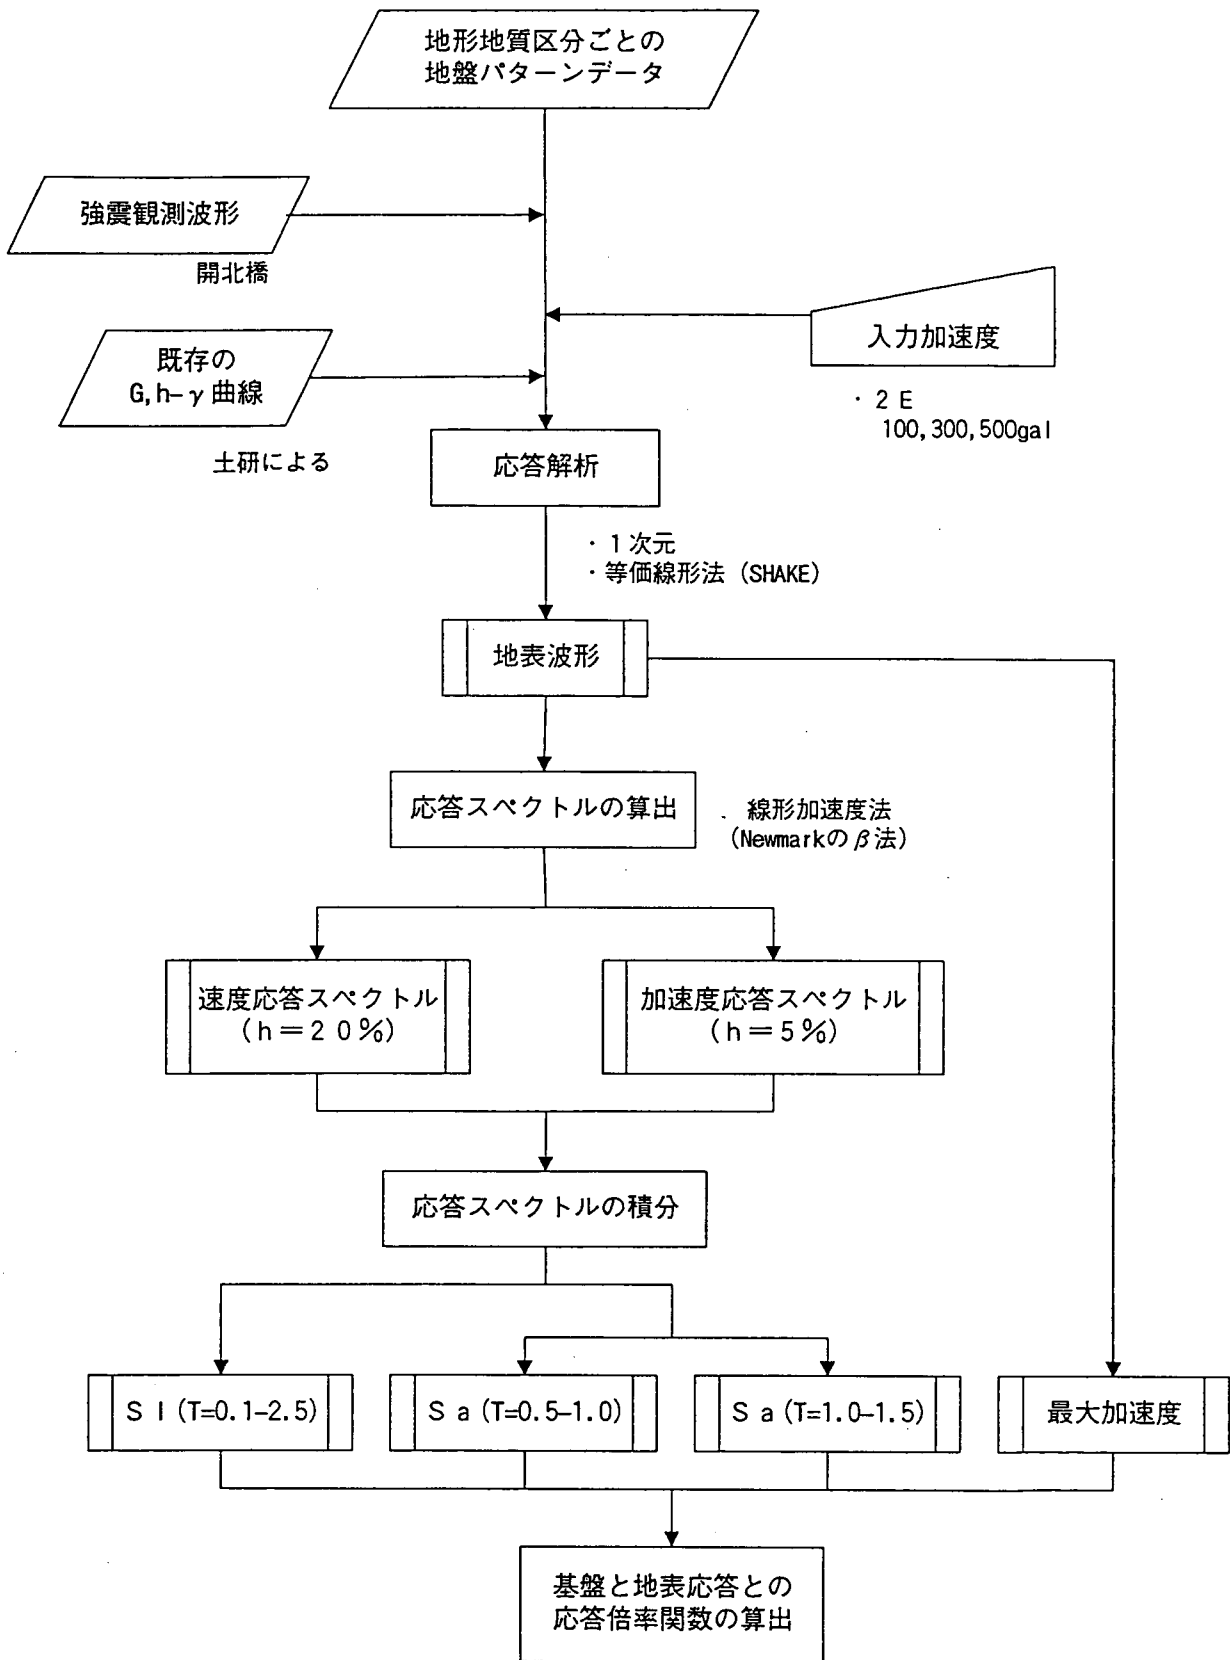 地形地質区分ごとの
地盤パターンデータ
強震観測波形
開北橋
入力加速度
・2E
100,300,500gal
既存の
G,h-γ曲線
土研による
応答解析
・1次元
・等価線形法(SHAKE)
地表波形
応答スペクトルの算出
線形加速度法
(Newmarkのβ法)
速度応答スペクトル
(h=20%)
加速度応答スペクトル
(h=5%)
応答スペクトルの積分
SI(T=0.1-2.5)
Sa(T=0.5-1.0)
Sa(T=1.0-1.5)
最大加速度
基盤と地表応答との
応答倍率関数の算出